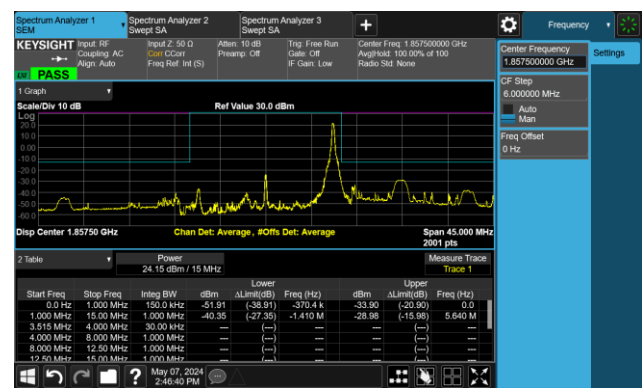 Spectrum Analyzer 1
SEM
Spectrum Analyzer 2
Swept SA
Spectrum Analyzer 3
Swept SA
+
Frequency
KEYSIGHT
Input: RF
Coupling: AC
Align: Auto
Input Z: 50 Ω
Corr CCorr
Freq Ref: Int (S)
Atten: 10 dB
Preamp: Off
Trig: Free Run
Gate: Off
IF Gain: Low
Center Freq: 1.857500000 GHz
Avg|Hold: 100.00% of 100
Radio Std: None
PASS
Center Frequency
1.857500000 GHz
Settings
CF Step
6.000000 MHz
Auto
Man
Freq Offset
0 Hz
1 Graph
Scale/Div 10 dB
Ref Value 30.0 dBm
Log
20.0
10.0
0.00
-10.0
-20.0
-30.0
-40.0
-50.0
-60.0
Disp Center 1.85750 GHz
Chan Det: Average , #Offs Det: Average
Span 45.000 MHz
2001 pts
2 Table
Power
24.15 dBm / 15 MHz
Measure Trace
Trace 1
Lower Upper
Start Freq Stop Freq Integ BW dBm ΔLimit(dB) Freq (Hz) dBm ΔLimit(dB) Freq (Hz)
0.0 Hz 1.000 MHz 150.0 kHz -51.91 (-38.91) -370.4 k -33.90 (-20.90) 0.0
1.000 MHz 15.00 MHz 1.000 MHz -40.35 (-27.35) -1.410 M -28.98 (-15.98) 5.640 M
3.515 MHz 4.000 MHz 30.00 kHz --- (---) --- --- (---) ---
4.000 MHz 8.000 MHz 1.000 MHz --- (---) --- --- (---) ---
8.000 MHz 12.50 MHz 1.000 MHz --- (---) --- --- (---) ---
12.50 MHz 15.00 MHz 1.000 MHz --- (---) --- --- (---) ---
?
May 07, 2024
2:46:40 PM